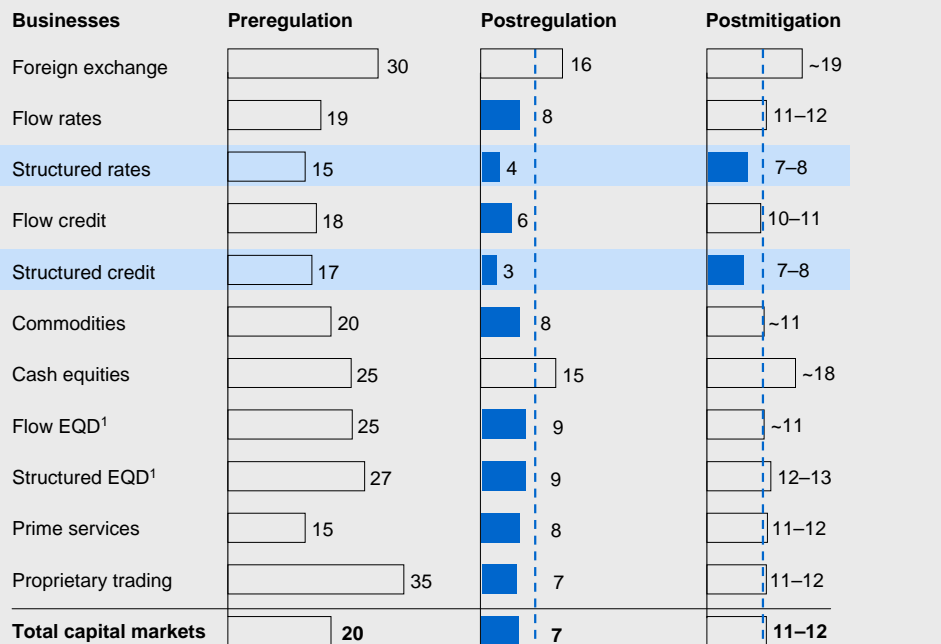 Businesses Preregulation Postregulation Postmitigation
Foreign exchange 30 16 ~19
Flow rates 19 8 11–12
Structured rates 15 4 7–8
Flow credit 18 6 10–11
Structured credit 17 3 7–8
Commodities 20 8 ~11
Cash equities 25 15 ~18
Flow EQD¹ 25 9 ~11
Structured EQD¹ 27 9 12–13
Prime services 15 8 11–12
Proprietary trading 35 7 11–12
Total capital markets 20 7 11–12